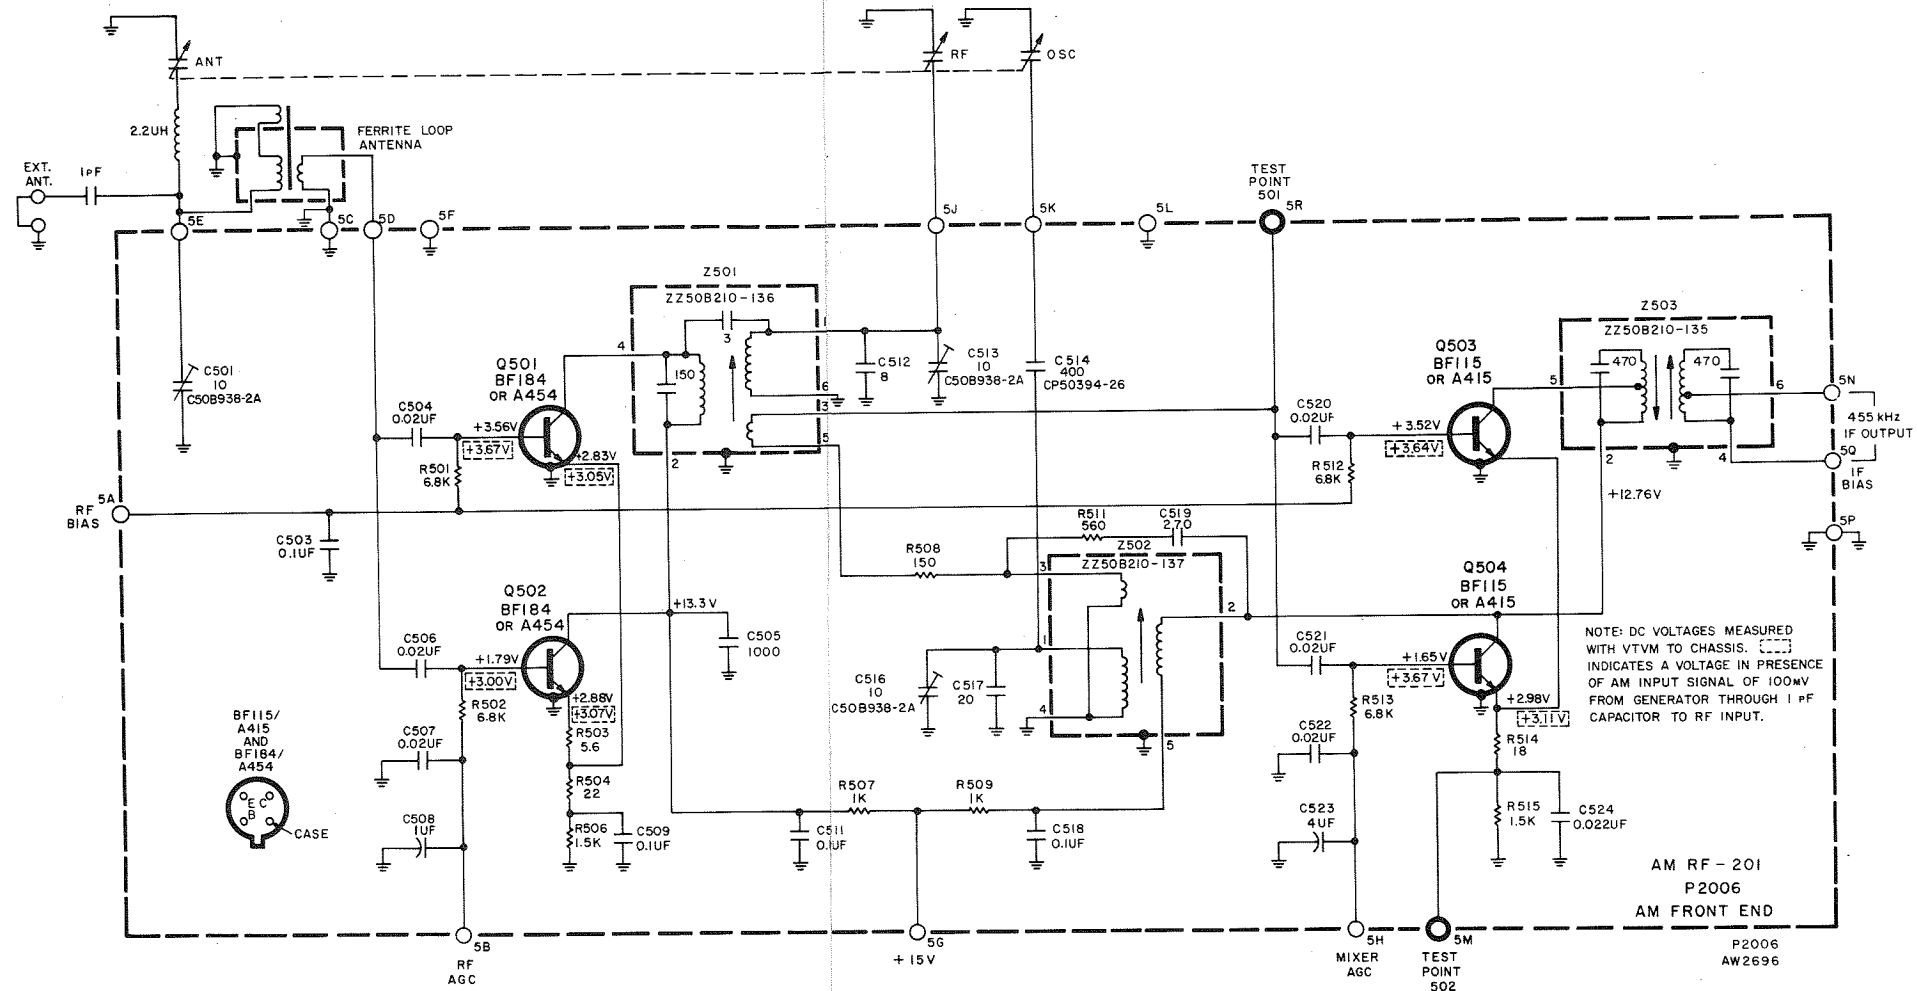 ANT
RF
OSC
2.2UH
FERRITE LOOP
ANTENNA
EXT.
ANT.
1PF
TEST
POINT
501
5E
5C
5D
5F
5J
5K
5L
5R
Z501
ZZ50B210-136
Z503
ZZ50B210-135
3
1
4
150
6
3
5
2
C501
10
C50B938-2A
Q501
BF184
OR A454
C504
0.02UF
+3.56V
+3.67V
+2.83V
+3.05V
R501
6.8K
C512
8
C513
10
C50B938-2A
C514
400
CP50394-26
Q503
BF115
OR A415
C520
0.02UF
+3.52V
+3.64V
R512
6.8K
470
470
5
6
2
4
5N
455 kHz
IF OUTPUT
5Q
IF
BIAS
+12.76V
5P
5A
RF
BIAS
C503
0.1UF
R511
560
C519
270
R508
150
Z502
ZZ50B210-137
3
2
1
4
5
Q502
BF184
OR A454
+13.3V
C505
1000
C506
0.02UF
+1.79V
+3.00V
+2.88V
+3.07V
R502
6.8K
R503
5.6
R504
22
R506
1.5K
C509
0.1UF
C507
0.02UF
C508
1UF
BF115/
A415
AND
BF184/
A454
E C
B
CASE
C516
10
C50B938-2A
C517
20
R507
1K
R509
1K
C511
0.1UF
C518
0.1UF
Q504
BF115
OR A415
C521
0.02UF
+1.65V
+3.67V
+2.98V
+3.11V
R513
6.8K
R514
18
C522
0.02UF
C523
4UF
R515
1.5K
C524
0.022UF
NOTE: DC VOLTAGES MEASURED
WITH VTVM TO CHASSIS.
INDICATES A VOLTAGE IN PRESENCE
OF AM INPUT SIGNAL OF 100MV
FROM GENERATOR THROUGH 1 PF
CAPACITOR TO RF INPUT.
AM RF-201
P2006
AM FRONT END
5B
RF
AGC
5G
+15V
5H
MIXER
AGC
5M
TEST
POINT
502
P2006
AW2696